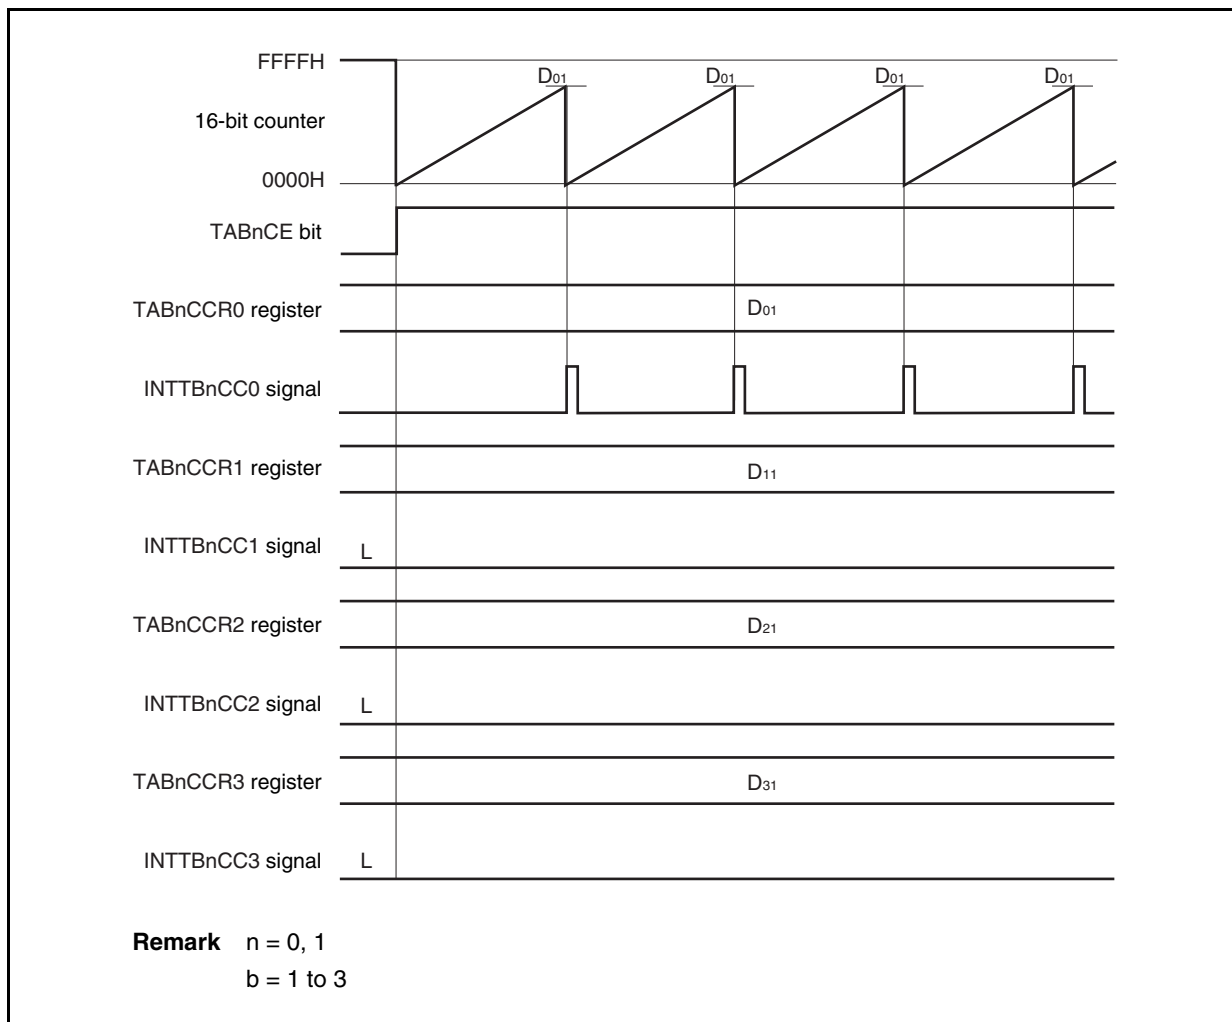 FFFFH
D01 D01 D01 D01
16-bit counter
0000H
TABnCE bit
TABnCCR0 register D01
INTTBnCC0 signal
TABnCCR1 register D11
INTTBnCC1 signal L
TABnCCR2 register D21
INTTBnCC2 signal L
TABnCCR3 register D31
INTTBnCC3 signal L
Remark n = 0, 1
b = 1 to 3